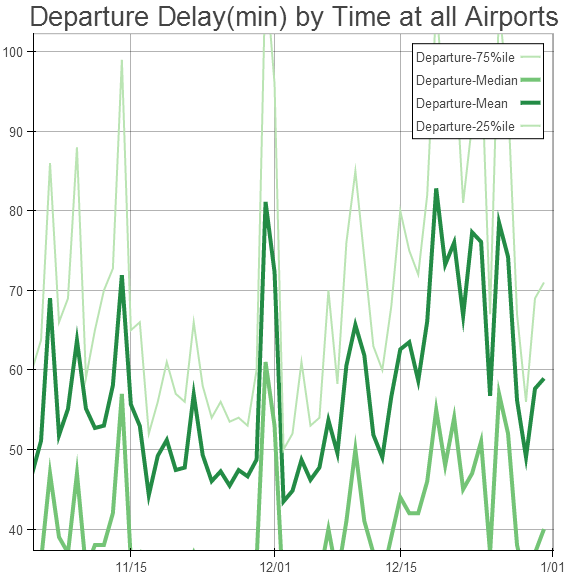 Departure Delay(min) by Time at all Airports
Departure-75%ile
Departure-Median
Departure-Mean
Departure-25%ile
100
90
80
70
60
50
40
11/15
12/01
12/15
1/01